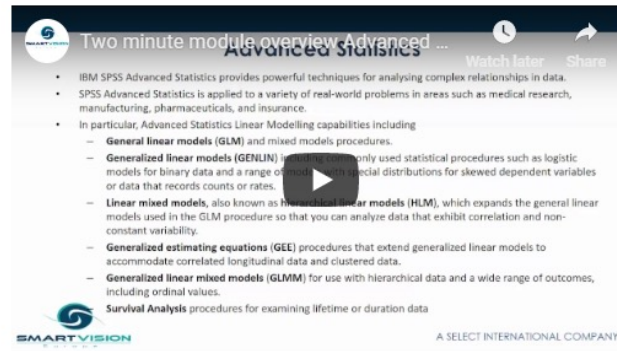 SMARTVISION
Two minute module overview Advanced ...
Advanced Statistics
Watch later
Share
• IBM SPSS Advanced Statistics provides powerful techniques for analysing complex relationships in data.
• SPSS Advanced Statistics is applied to a variety of real-world problems in areas such as medical research,
manufacturing, pharmaceuticals, and insurance.
• In particular, Advanced Statistics Linear Modelling capabilities including
– General linear models (GLM) and mixed models procedures.
– Generalized linear models (GENLIN) including commonly used statistical procedures such as logistic
models for binary data and a range of models with special distributions for skewed dependent variables
or data that records counts or rates.
– Linear mixed models, also known as hierarchical linear models (HLM), which expands the general linear
models used in the GLM procedure so that you can analyze data that exhibit correlation and non-
constant variability.
– Generalized estimating equations (GEE) procedures that extend generalized linear models to
accommodate correlated longitudinal data and clustered data.
– Generalized linear mixed models (GLMM) for use with hierarchical data and a wide range of outcomes,
including ordinal values.
Survival Analysis procedures for examining lifetime or duration data
SMARTVISION
Europe
A SELECT INTERNATIONAL COMPANY